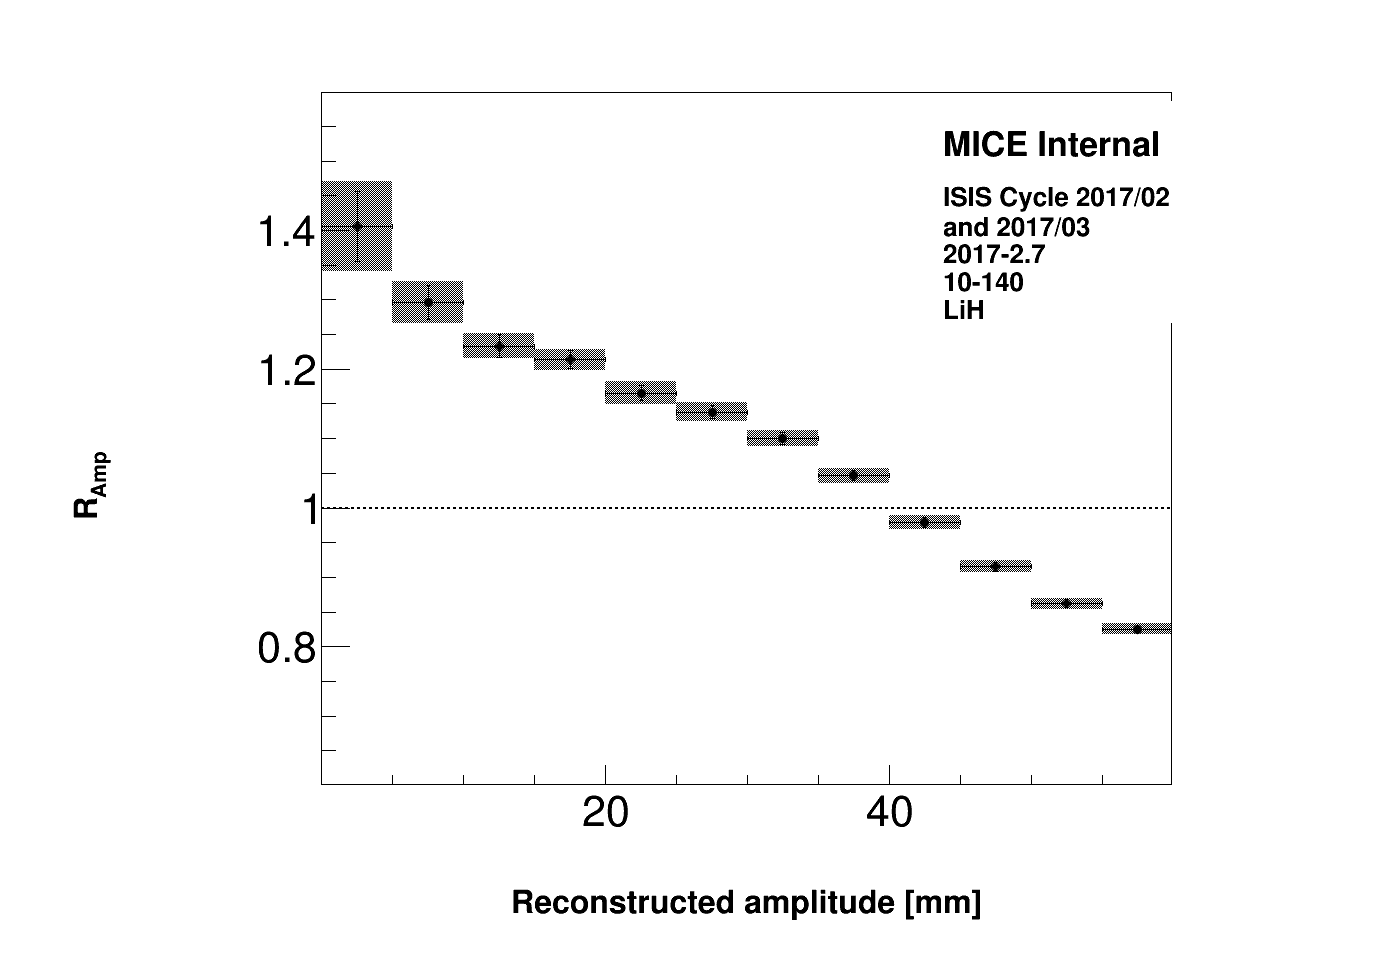 MICE Internal
ISIS Cycle 2017/02
and 2017/03
2017-2.7
10-140
LiH
1.4
1.2
1
0.8
R_Amp
20
40
Reconstructed amplitude [mm]